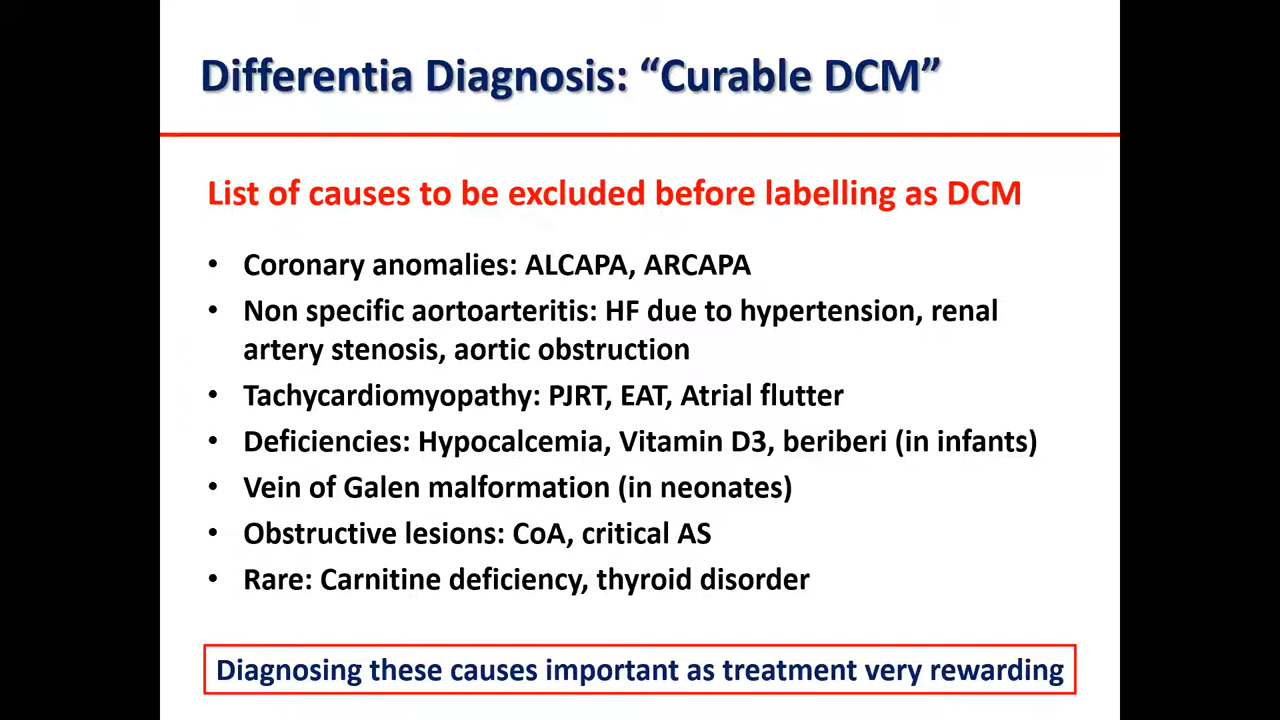 Differentia Diagnosis: “Curable DCM”
List of causes to be excluded before labelling as DCM
• Coronary anomalies: ALCAPA, ARCAPA
• Non specific aortoarteritis: HF due to hypertension, renal
artery stenosis, aortic obstruction
• Tachycardiomyopathy: PJRT, EAT, Atrial flutter
• Deficiencies: Hypocalcemia, Vitamin D3, beriberi (in infants)
• Vein of Galen malformation (in neonates)
• Obstructive lesions: CoA, critical AS
• Rare: Carnitine deficiency, thyroid disorder
Diagnosing these causes important as treatment very rewarding